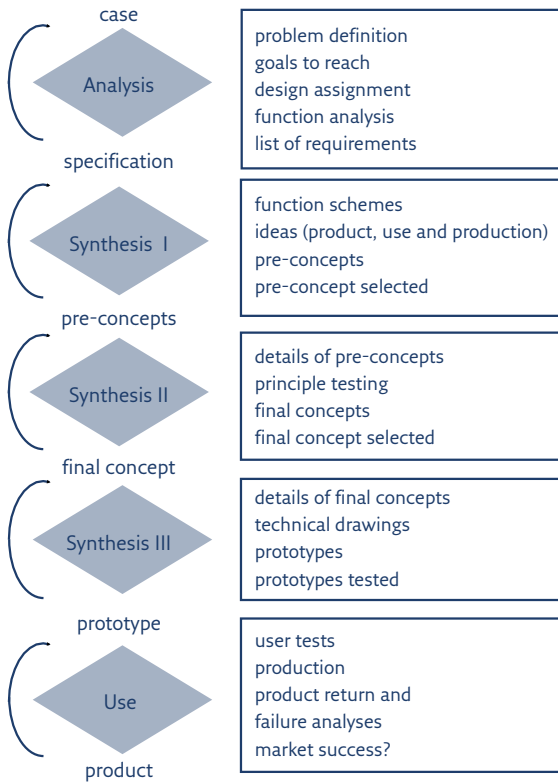 case
Analysis
problem definition
goals to reach
design assignment
function analysis
list of requirements
specification
Synthesis I
function schemes
ideas (product, use and production)
pre-concepts
pre-concept selected
pre-concepts
Synthesis II
details of pre-concepts
principle testing
final concepts
final concept selected
final concept
Synthesis III
details of final concepts
technical drawings
prototypes
prototypes tested
prototype
Use
user tests
production
product return and
failure analyses
market success?
product